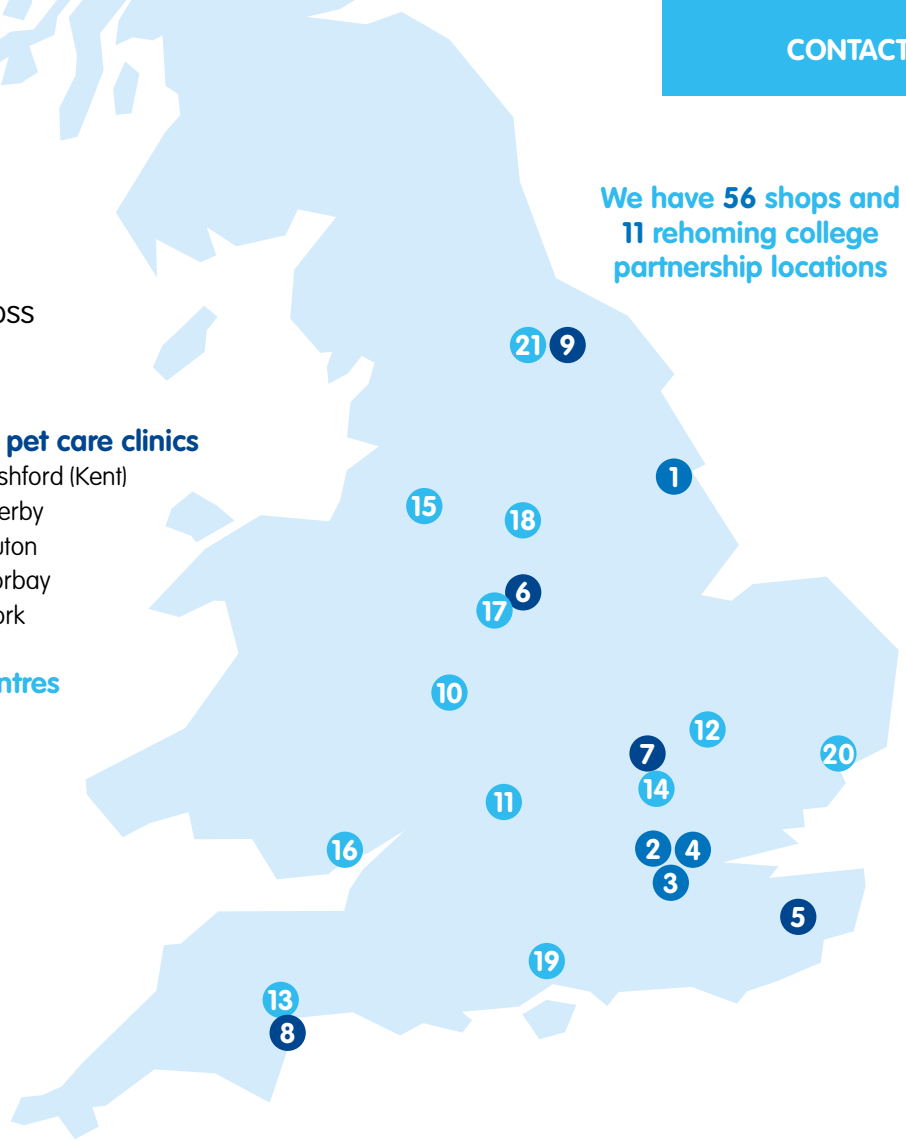 CONTACT
We have 56 shops and
11 rehoming college
partnership locations
oss
pet care clinics
shford (Kent)
erby
uton
orbay
ork
ntres
21 9
1
15
18
6
17
10
12
7
20
14
11
16
2 4
3
5
19
13
8